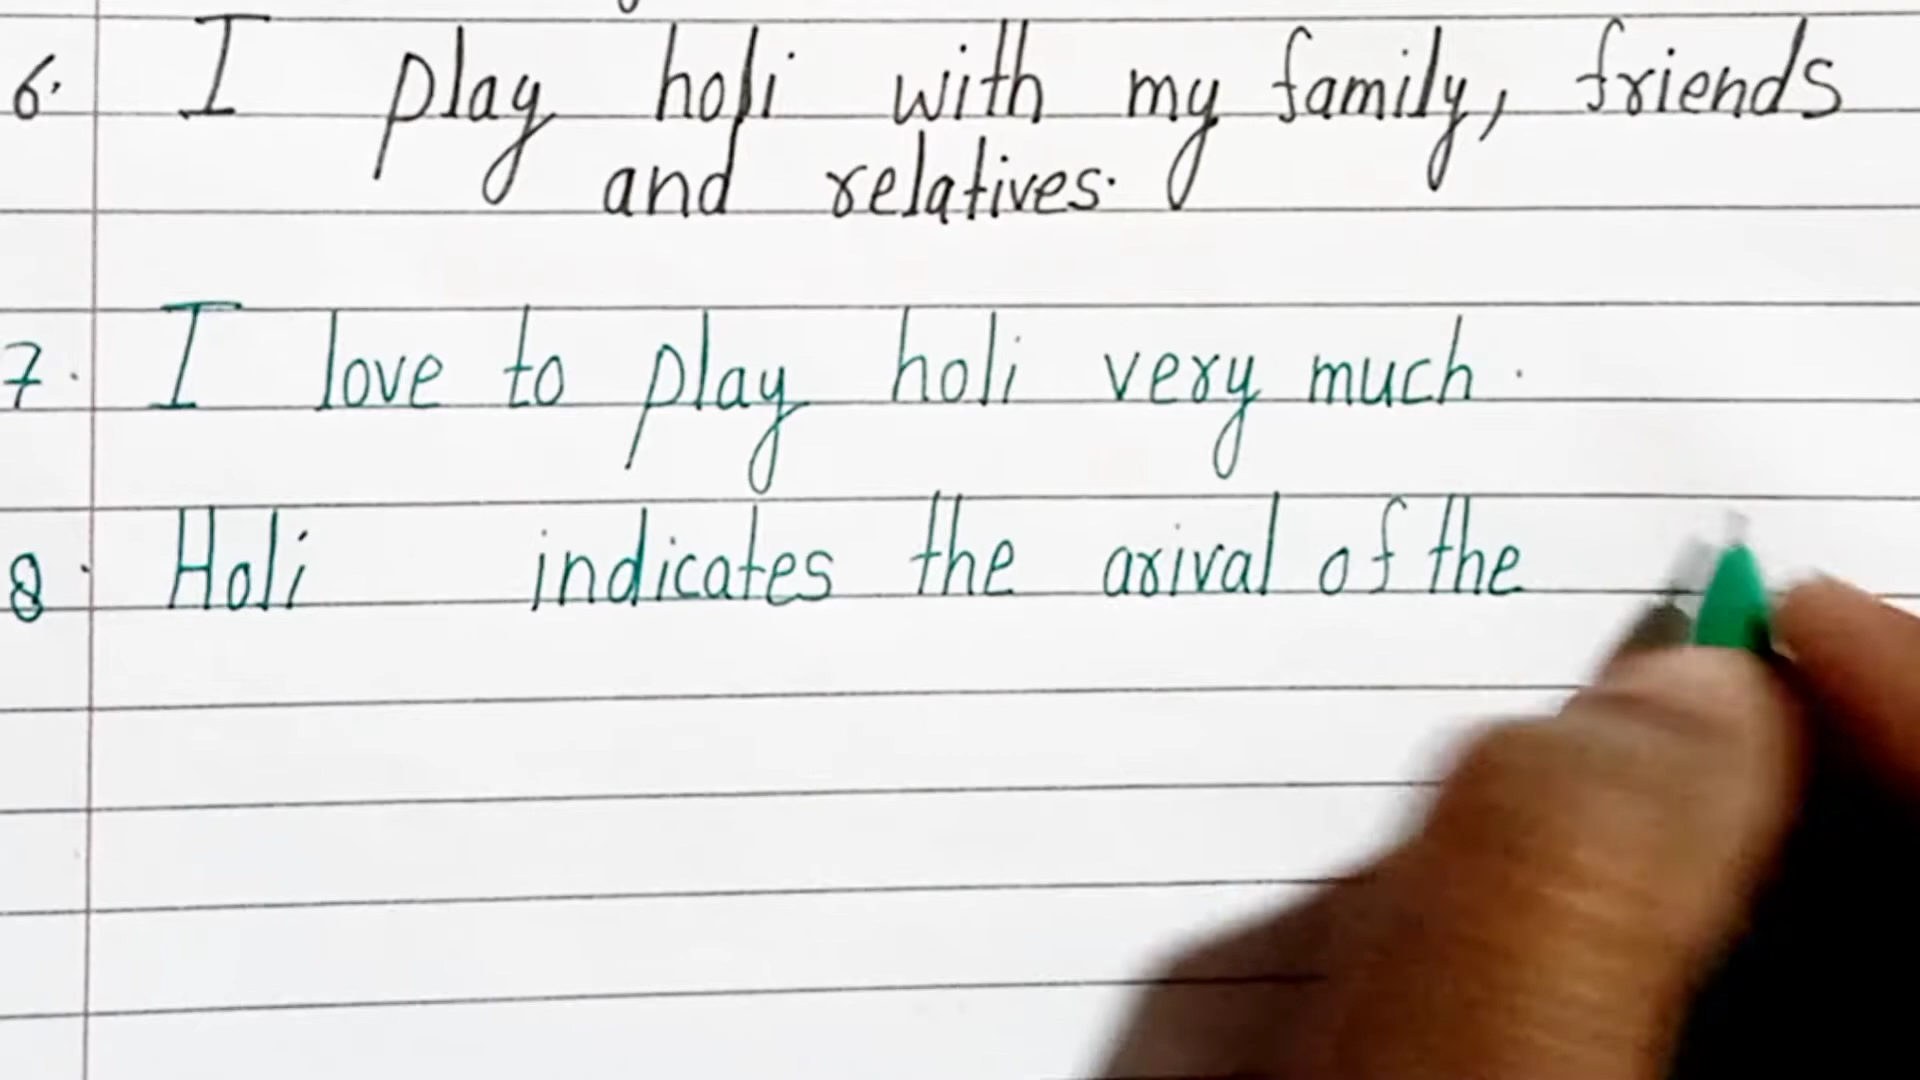 6. I play holi with my family, friends
and relatives.
7. I love to play holi very much.
8. Holi indicates the arival of the